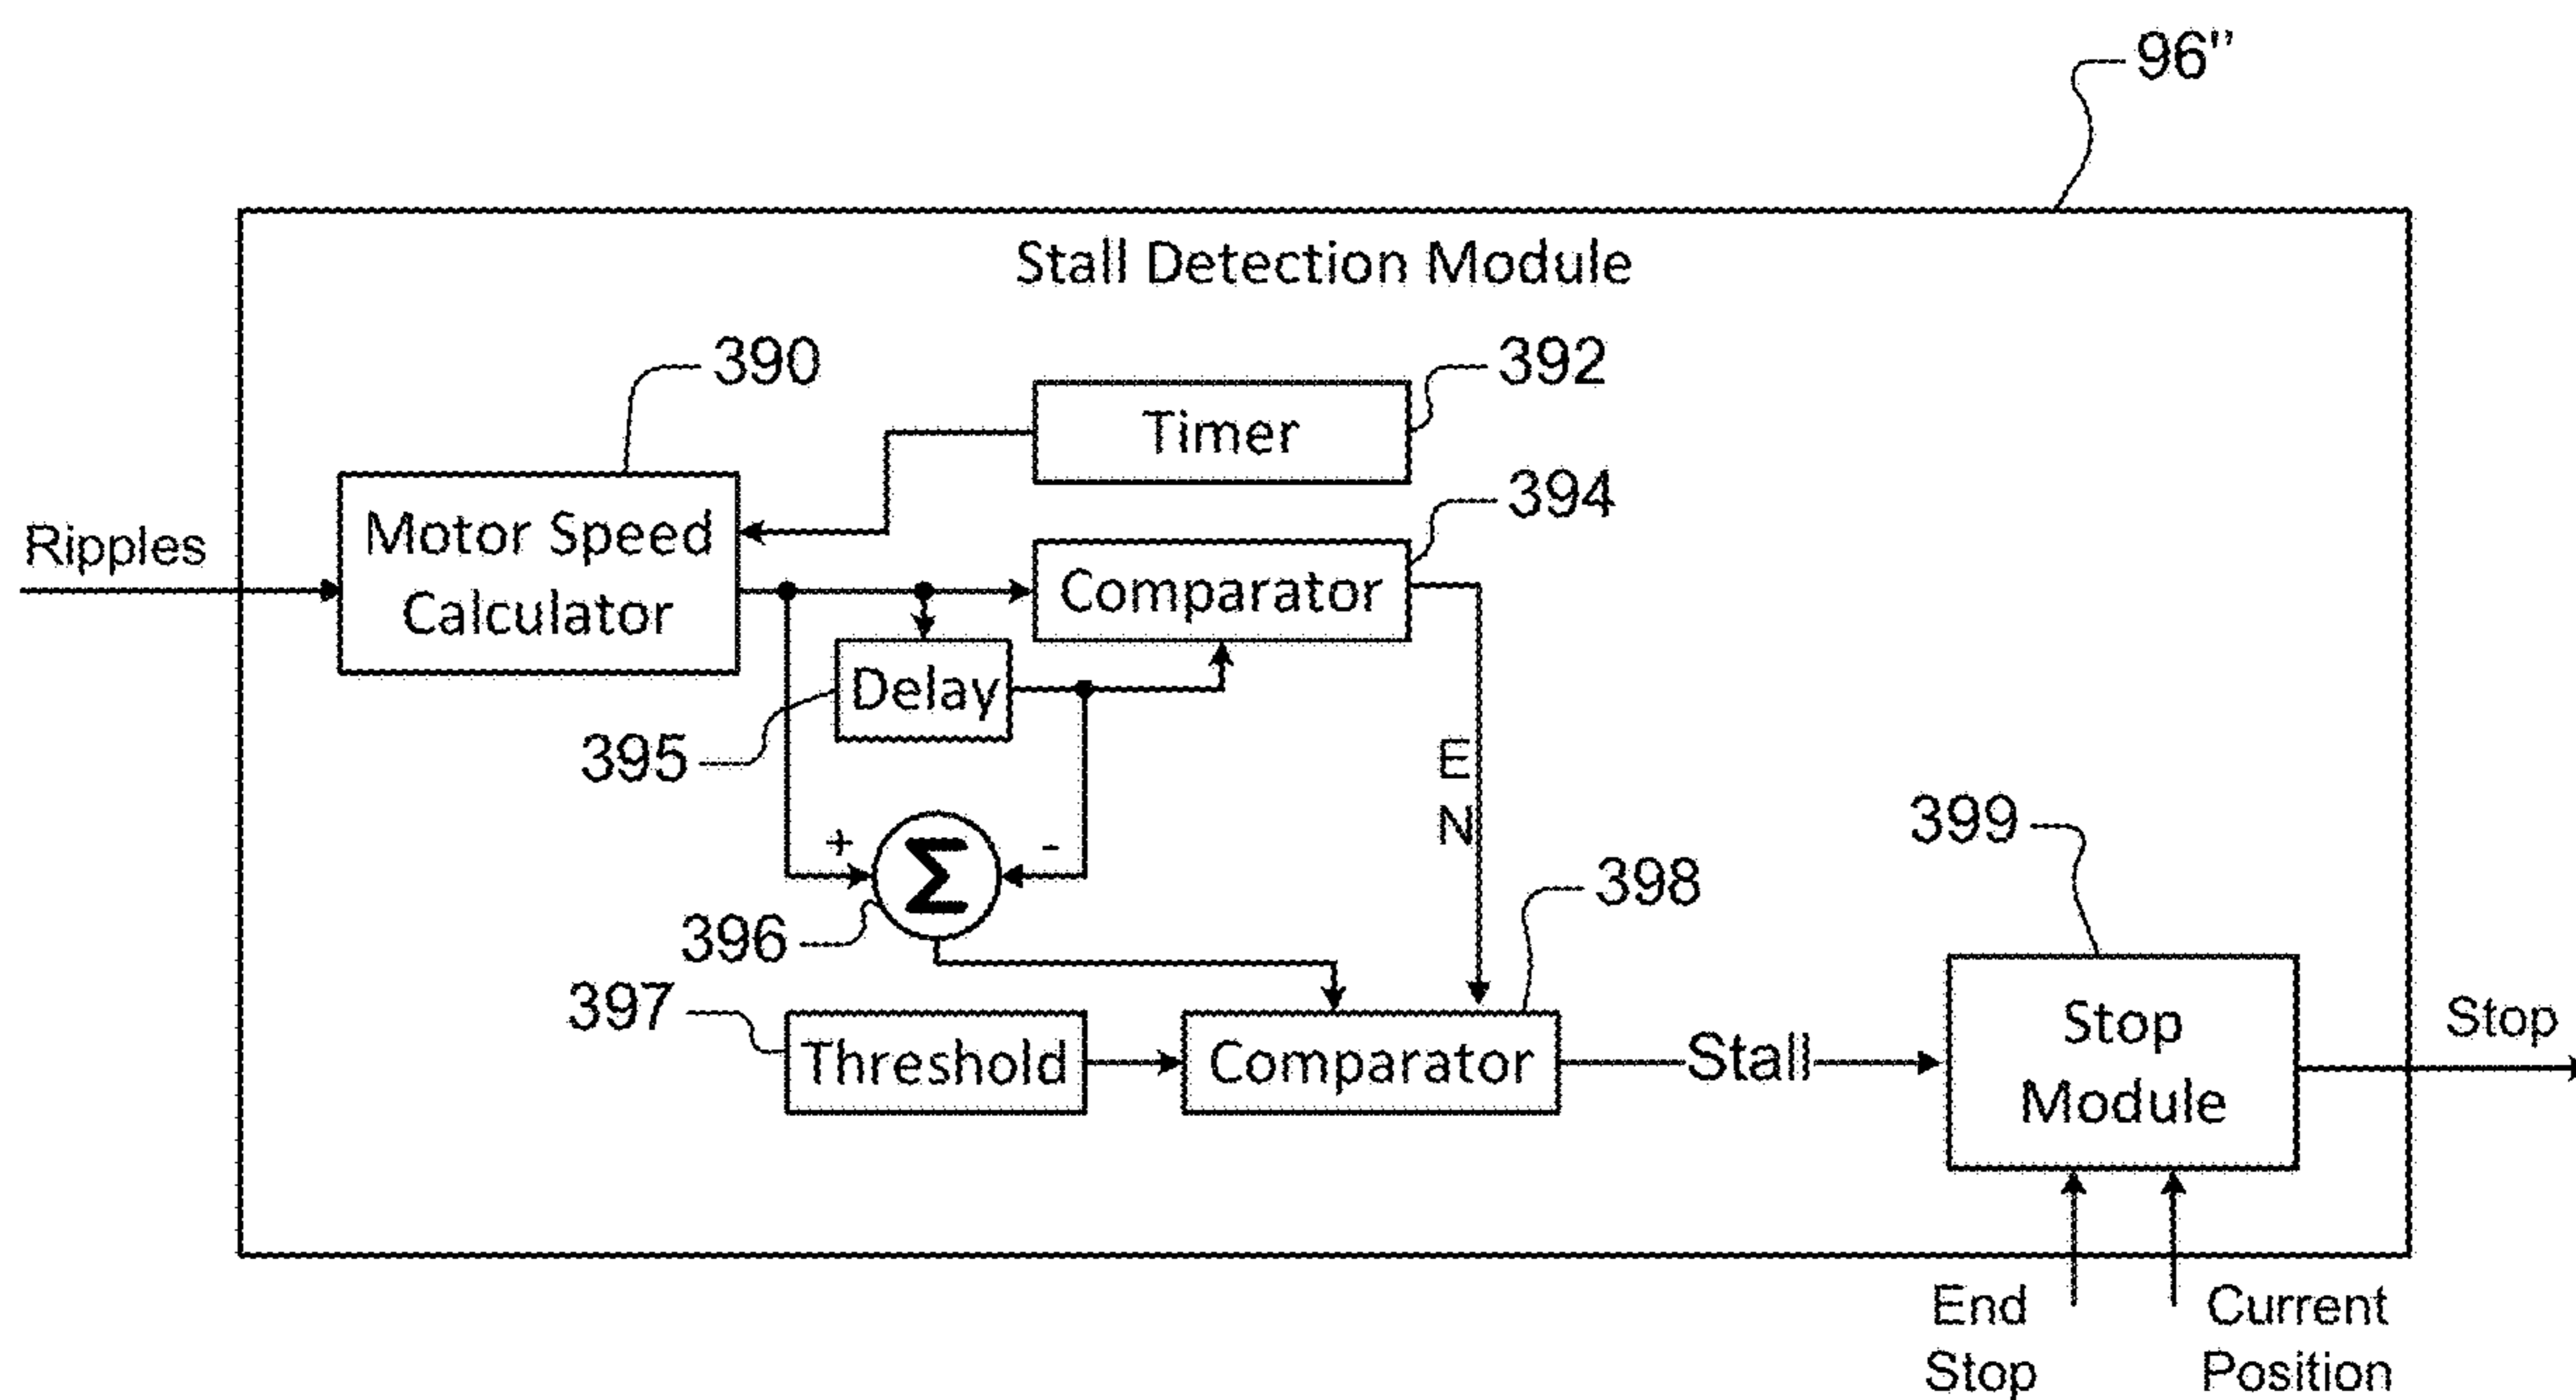 96"
Stall Detection Module
390
392
Timer
394
Motor Speed
Calculator
Ripples
Comparator
Delay
395
E
N
+
-
Σ
396
398
399
397
Threshold
Comparator
Stall
Stop
Module
Stop
End
Stop
Current
Position